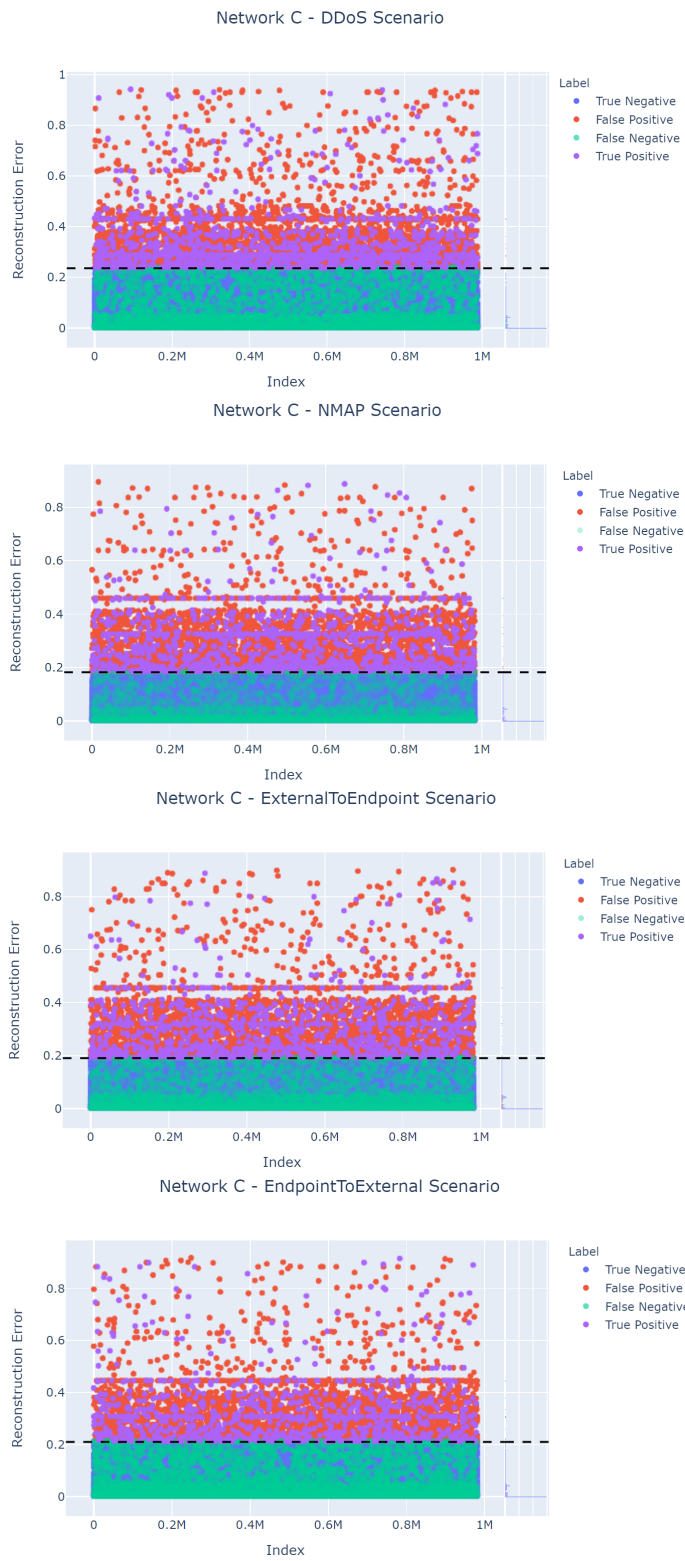 Network C - DDoS Scenario
Label
True Negative
False Positive
False Negative
True Positive
Reconstruction Error
1
0.8
0.6
0.4
0.2
0
0 0.2M 0.4M 0.6M 0.8M 1M
Index
Network C - NMAP Scenario
Label
True Negative
False Positive
False Negative
True Positive
Reconstruction Error
0.8
0.6
0.4
0.2
0
0 0.2M 0.4M 0.6M 0.8M 1M
Index
Network C - ExternalToEndpoint Scenario
Label
True Negative
False Positive
False Negative
True Positive
Reconstruction Error
0.8
0.6
0.4
0.2
0
0 0.2M 0.4M 0.6M 0.8M 1M
Index
Network C - EndpointToExternal Scenario
Label
True Negative
False Positive
False Negative
True Positive
Reconstruction Error
0.8
0.6
0.4
0.2
0
0 0.2M 0.4M 0.6M 0.8M 1M
Index